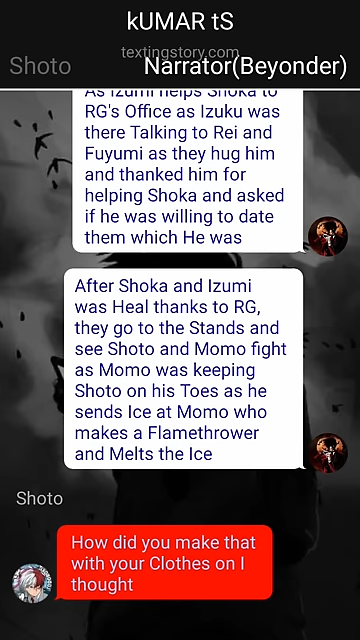 kUMAR tS
textingstory.com
Shoto
Narrator(Beyonder)
As Izumi helps Shoka to
RG's Office as Izuku was
there Talking to Rei and
Fuyumi as they hug him
and thanked him for
helping Shoka and asked
if he was willing to date
them which He was
After Shoka and Izumi
was Heal thanks to RG,
they go to the Stands and
see Shoto and Momo fight
as Momo was keeping
Shoto on his Toes as he
sends Ice at Momo who
makes a Flamethrower
and Melts the Ice
Shoto
How did you make that
with your Clothes on I
thought